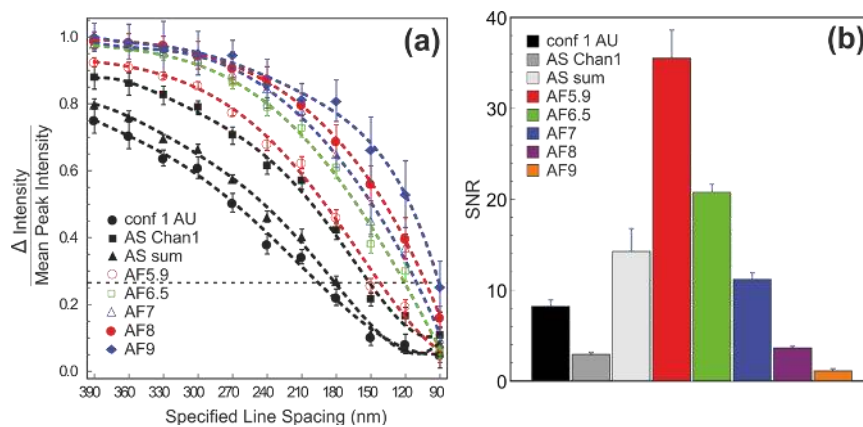 (a)
1.0
0.8
0.6
0.4
0.2
0.0
Δ Intensity
Mean Peak Intensity
conf 1 AU
AS Chan1
AS sum
AF5.9
AF6.5
AF7
AF8
AF9
390 360 330 300 270 240 210 180 150 120 90
Specified Line Spacing (nm)
(b)
40
30
20
10
0
SNR
conf 1 AU
AS Chan1
AS sum
AF5.9
AF6.5
AF7
AF8
AF9